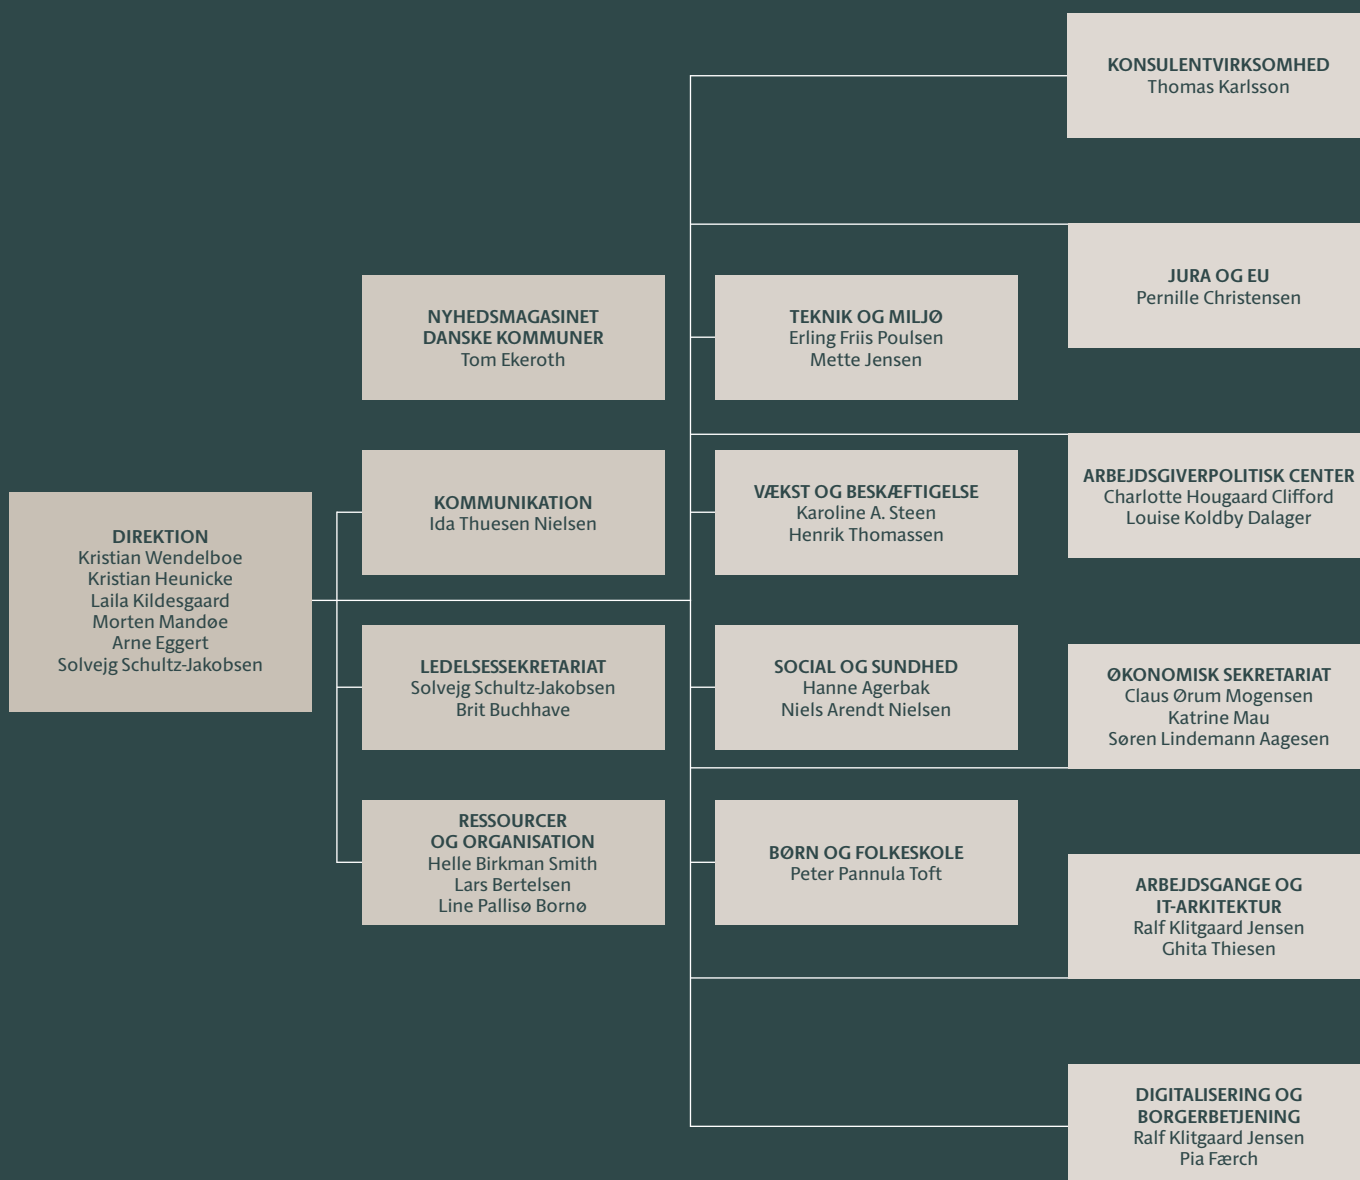 DIREKTION
Kristian Wendelboe
Kristian Heunicke
Laila Kildesgaard
Morten Mandøe
Arne Eggert
Solvejg Schultz-Jakobsen
NYHEDSMAGASINET
DANSKE KOMMUNER
Tom Ekeroth
KOMMUNIKATION
Ida Thuesen Nielsen
LEDELSESSEKRETARIAT
Solvejg Schultz-Jakobsen
Brit Buchhave
RESSOURCER
OG ORGANISATION
Helle Birkman Smith
Lars Bertelsen
Line Pallisø Bornø
TEKNIK OG MILJØ
Erling Friis Poulsen
Mette Jensen
VÆKST OG BESKÆFTIGELSE
Karoline A. Steen
Henrik Thomassen
SOCIAL OG SUNDHED
Hanne Agerbak
Niels Arendt Nielsen
BØRN OG FOLKESKOLE
Peter Pannula Toft
KONSULENTVIRKSOMHED
Thomas Karlsson
JURA OG EU
Pernille Christensen
ARBEJDSGIVERPOLITISK CENTER
Charlotte Hougaard Clifford
Louise Koldby Dalager
ØKONOMISK SEKRETARIAT
Claus Ørum Mogensen
Katrine Mau
Søren Lindemann Aagesen
ARBEJDSGANGE OG
IT-ARKITEKTUR
Ralf Klitgaard Jensen
Ghita Thiesen
DIGITALISERING OG
BORGERBETJENING
Ralf Klitgaard Jensen
Pia Færch